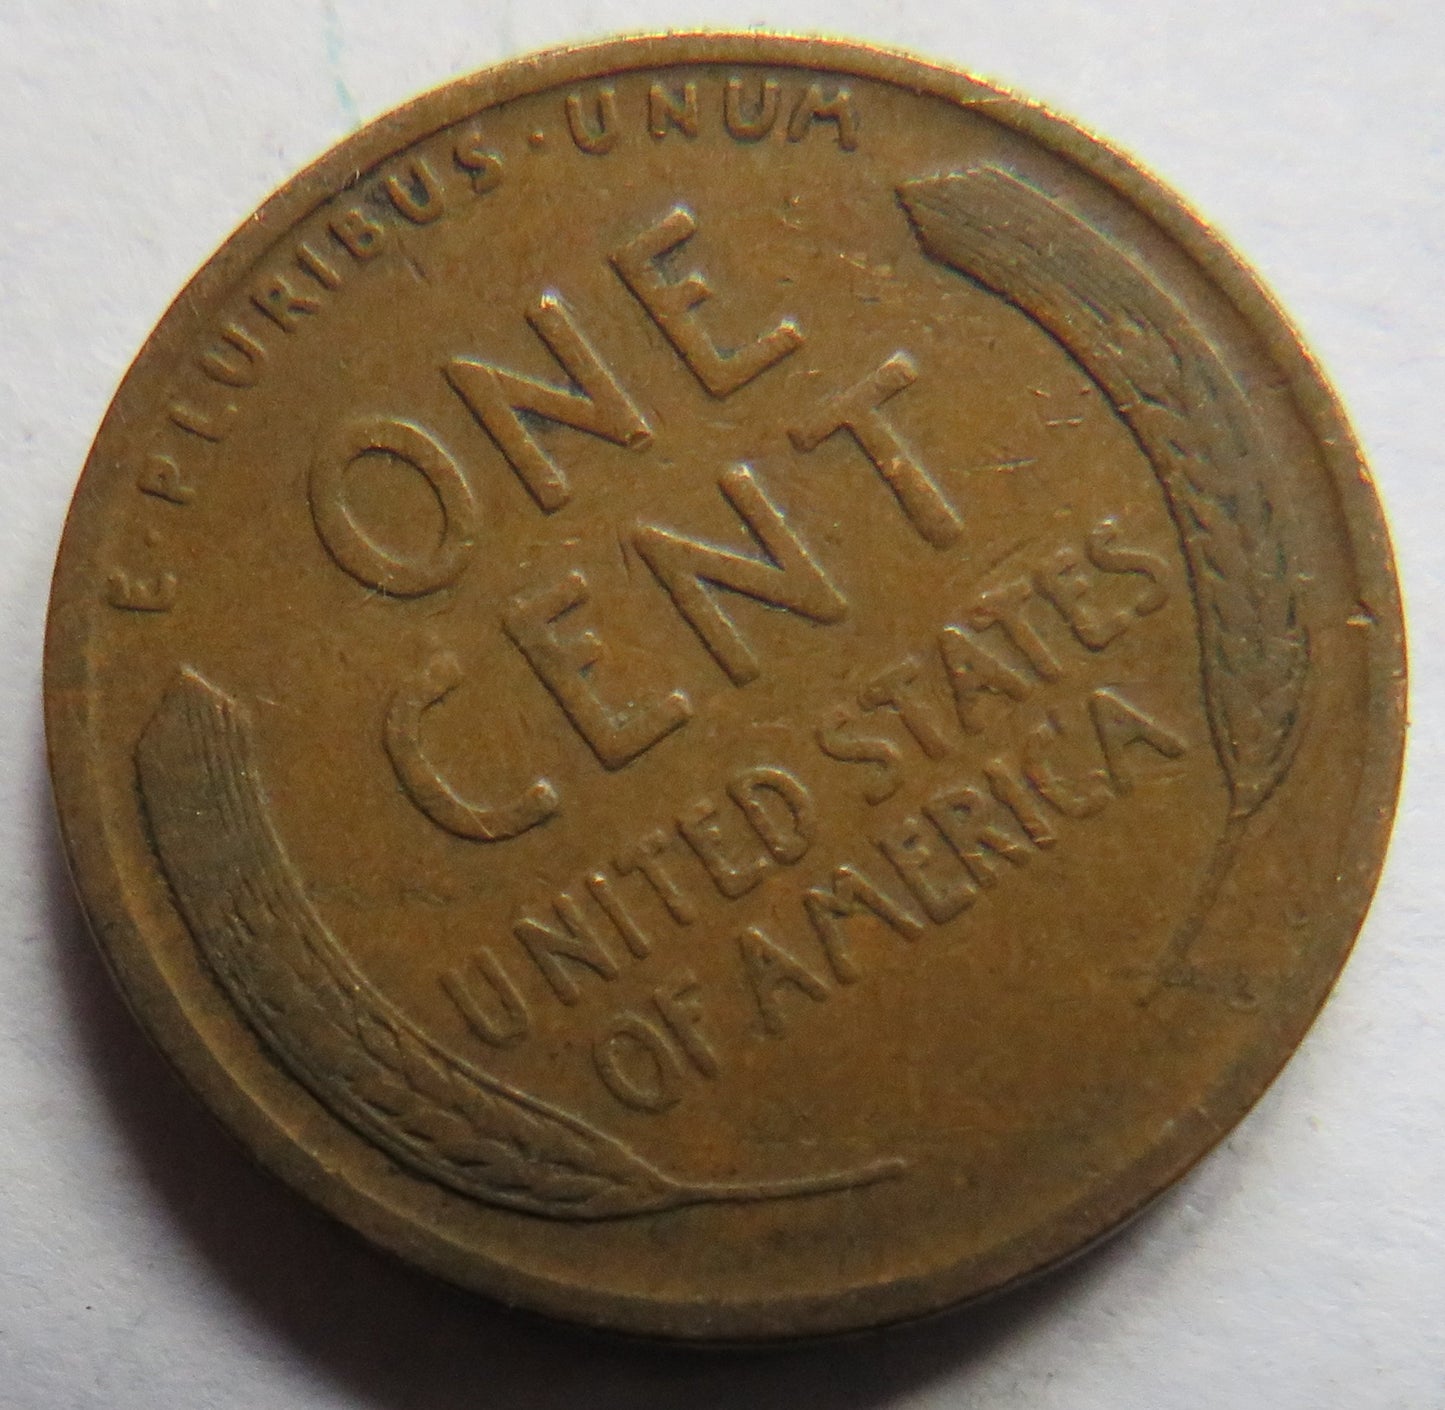 E·PLURIBUS·UNUM
ONE
CENT
UNITED STATES
OF AMERICA